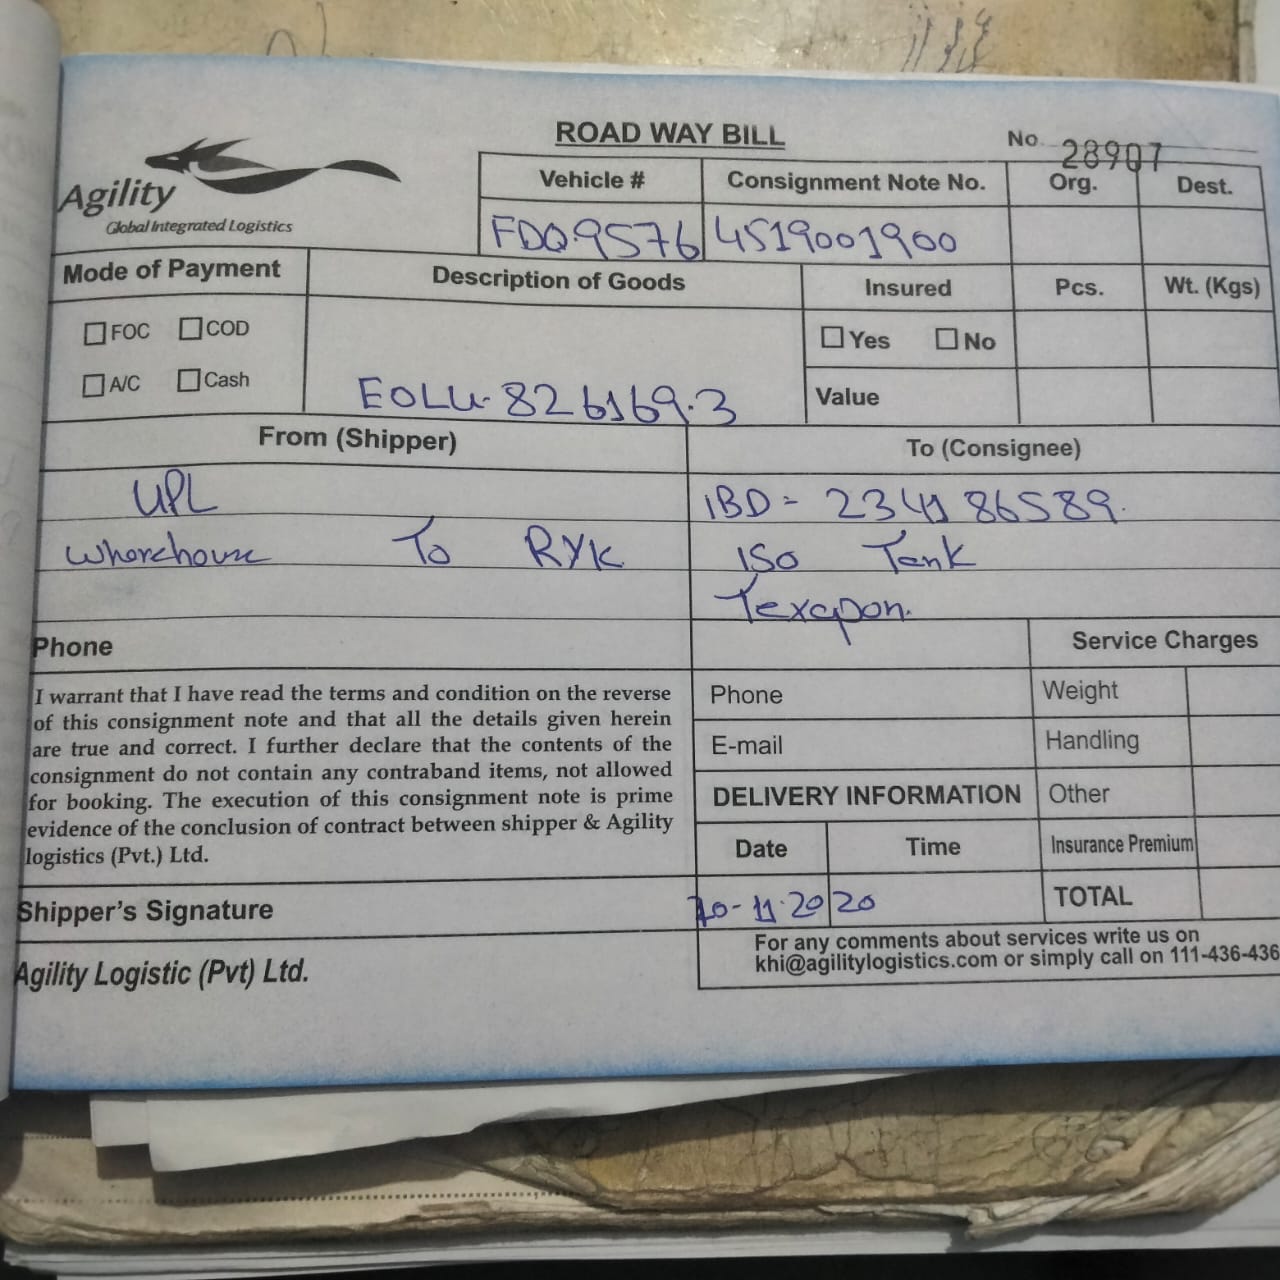 Agility
Global Integrated Logistics
ROAD WAY BILL
No. 28907
Vehicle # Consignment Note No. Org. Dest.
FDQ.9576 4519001900
Mode of Payment Description of Goods Insured Pcs. Wt. (Kgs)
FOC COD Yes No
A/C Cash Value
EOLU-826169.3
From (Shipper) To (Consignee)
UPL IBD = 234186589.
Whorehouse To RYK ISO Tank
Texapon.
Phone Service Charges
I warrant that I have read the terms and condition on the reverse
of this consignment note and that all the details given herein
are true and correct. I further declare that the contents of the
consignment do not contain any contraband items, not allowed
for booking. The execution of this consignment note is prime
evidence of the conclusion of contract between shipper & Agility
logistics (Pvt.) Ltd.
Phone Weight
E-mail Handling
DELIVERY INFORMATION Other
Date Time Insurance Premium
Shipper's Signature 10-11-2020 TOTAL
Agility Logistic (Pvt) Ltd.
For any comments about services write us on
khi@agilitylogistics.com or simply call on 111-436-436